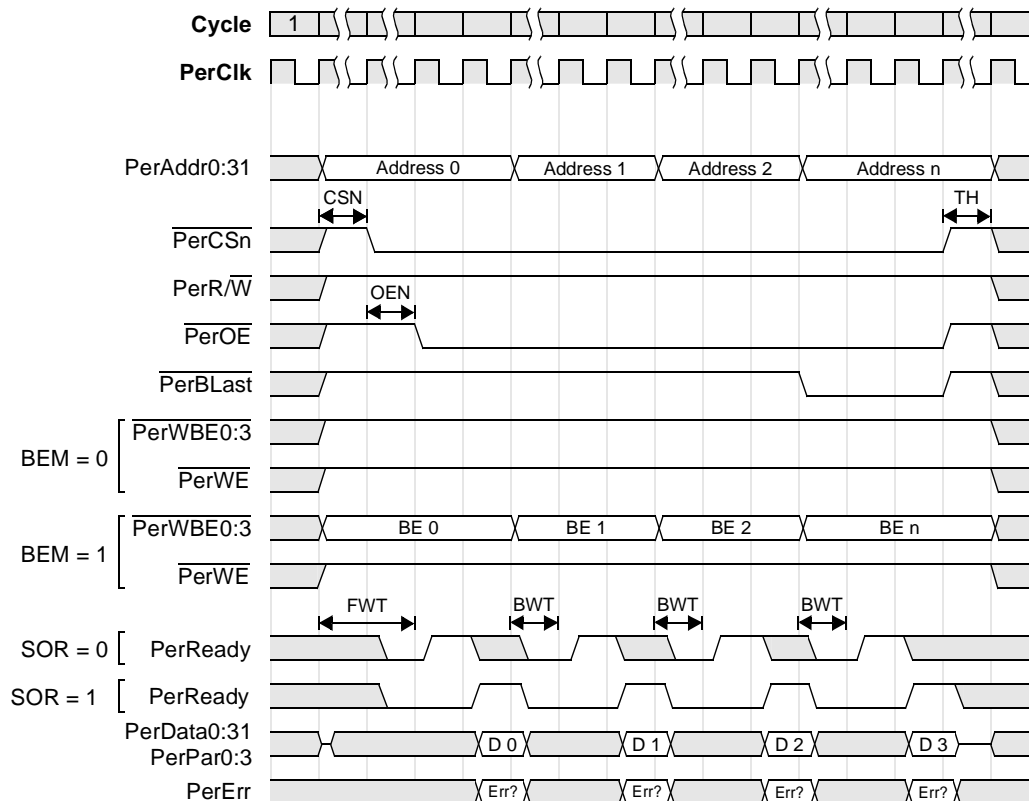 Cycle 1
PerClk
PerAddr0:31 Address 0 Address 1 Address 2 Address n
CSN TH
PerCSn
PerR/W
OEN
PerOE
PerBLast
BEM = 0 PerWBE0:3
PerWE
BEM = 1 PerWBE0:3 BE 0 BE 1 BE 2 BE n
PerWE
FWT BWT BWT BWT
SOR = 0 PerReady
SOR = 1 PerReady
PerData0:31
PerPar0:3 D 0 D 1 D 2 D 3
PerErr Err? Err? Err? Err?